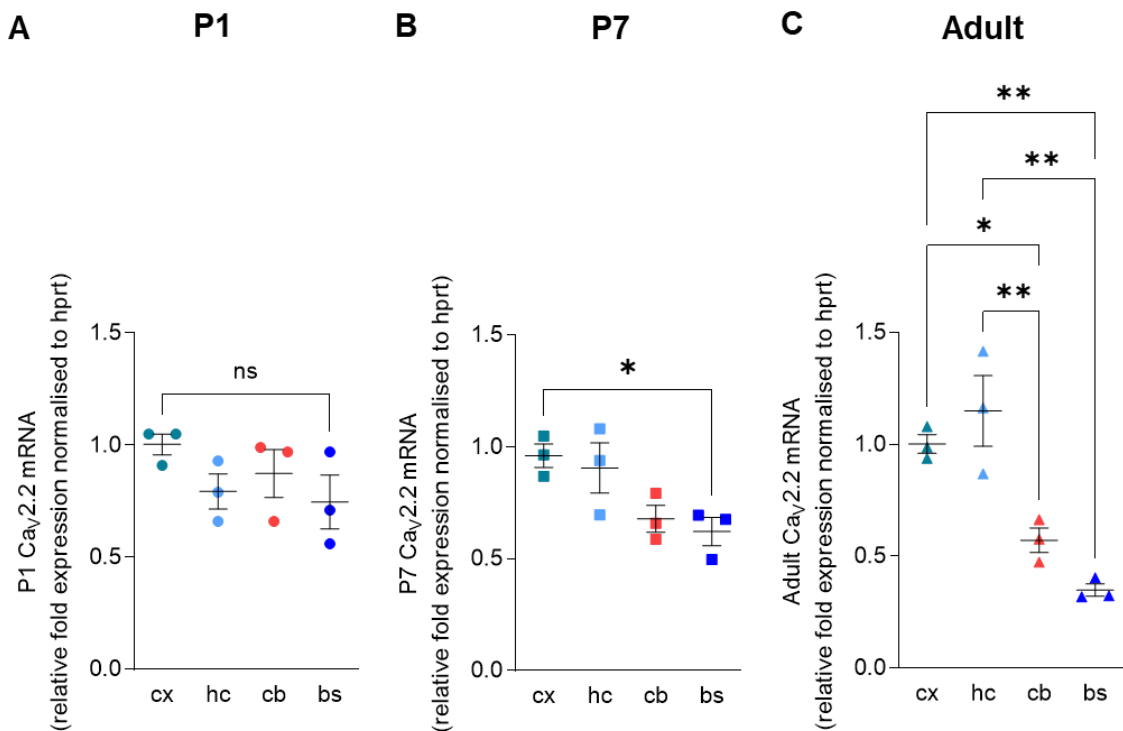 A P1
P1 CaV2.2 mRNA
(relative fold expression normalised to hprt)
1.5
1.0
0.5
0.0
ns
cx hc cb bs
B P7
P7 CaV2.2 mRNA
(relative fold expression normalised to hprt)
1.5
1.0
0.5
0.0
*
cx hc cb bs
C Adult
Adult CaV2.2 mRNA
(relative fold expression normalised to hprt)
1.5
1.0
0.5
0.0
**
**
*
**
cx hc cb bs